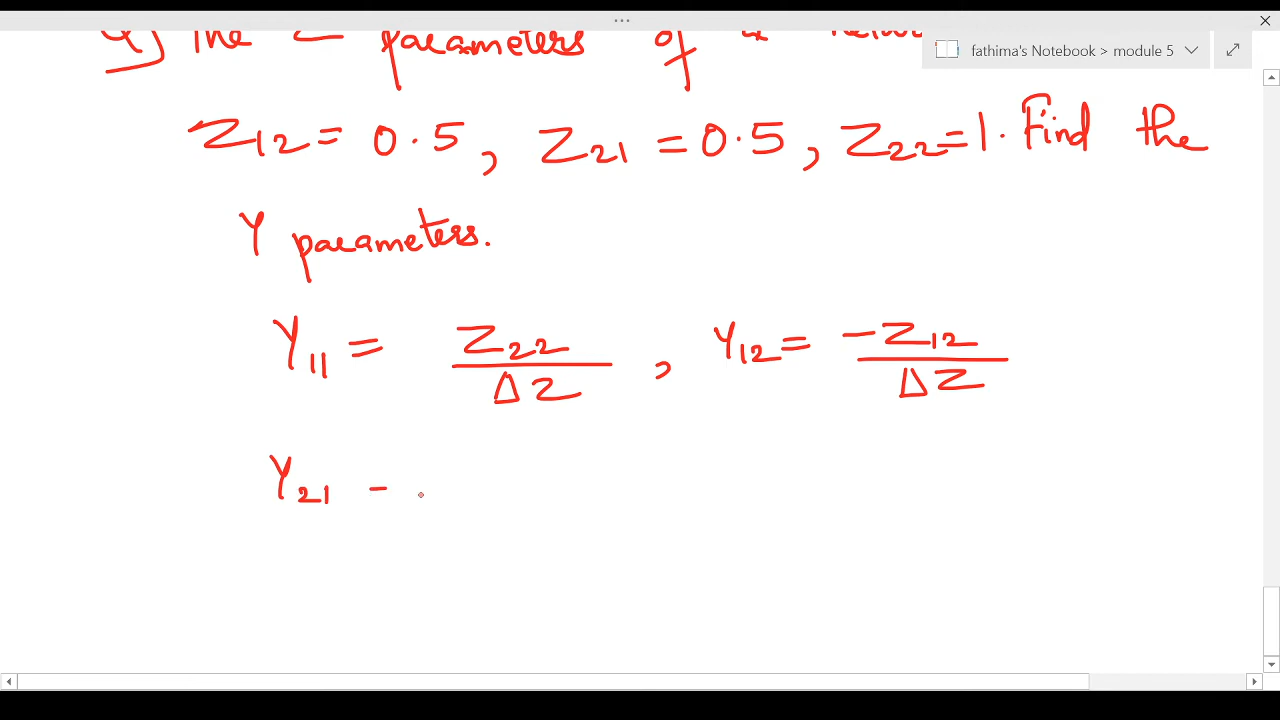 fathima's Notebook > module 5
The Z parameters of a
Z12 = 0.5, Z21 = 0.5, Z22 = 1. Find the
Y parameters.
Y11 = Z22 / ΔZ , Y12 = -Z12 / ΔZ
Y21 -